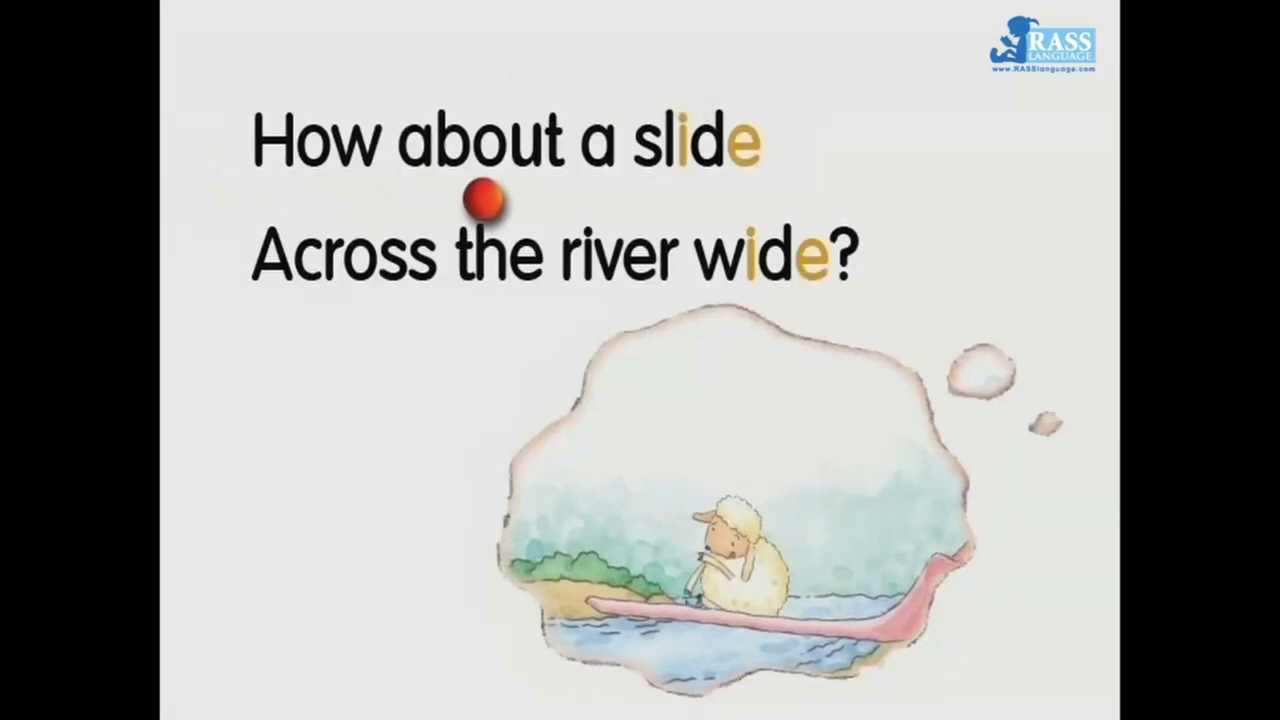 RASS
LANGUAGE
www.RASSlanguage.com
How about a slide
Across the river wide?